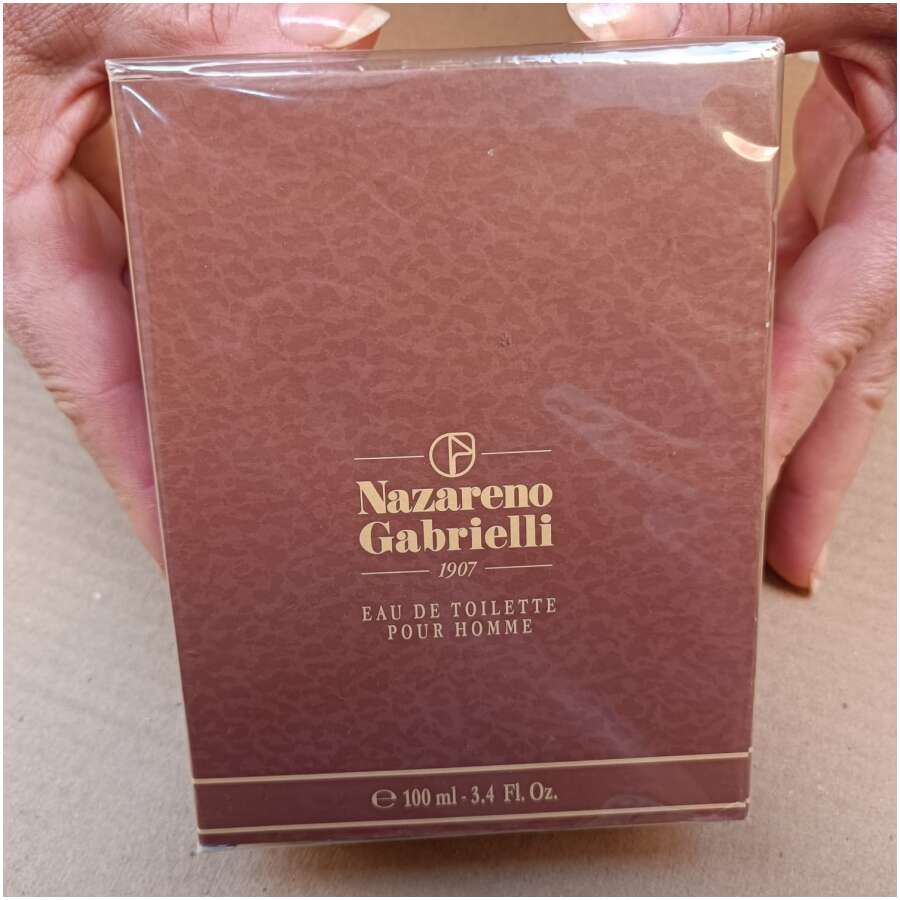 Nazareno
Gabrielli
1907
EAU DE TOILETTE
POUR HOMME
℮ 100 ml - 3.4 Fl. Oz.